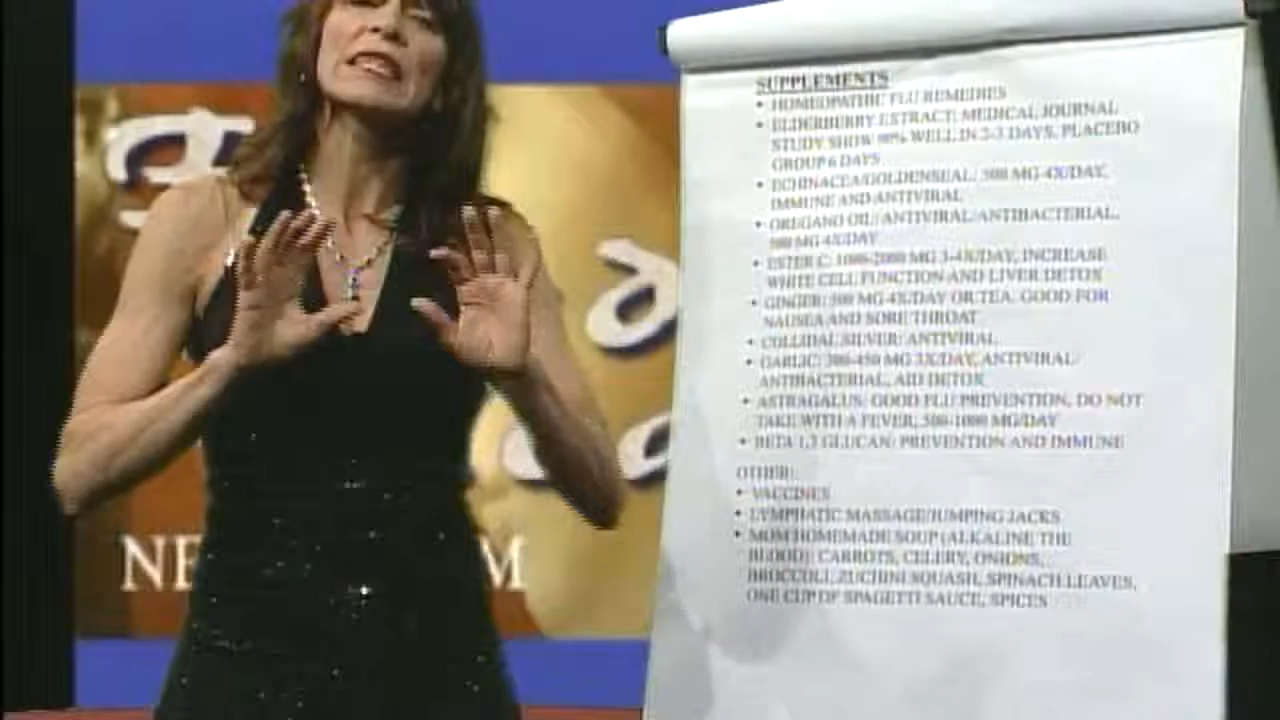 SUPPLEMENTS
• HOMEOPATHIC FLU REMEDIES
• ELDERBERRY EXTRACT: MEDICAL JOURNAL
STUDY SHOW 90% WELL IN 2-3 DAYS, PLACEBO
GROUP 6 DAYS
• ECHINACEA/GOLDENSEAL: 500 MG 4X/DAY,
IMMUNE AND ANTIVIRAL
• OREGANO OIL: ANTIVIRAL/ANTIBACTERIAL,
500 MG 4X/DAY
• ESTER C: 1000-2000 MG 3-4X/DAY, INCREASE
WHITE CELL FUNCTION AND LIVER DETOX
• GINGER: 500 MG 4X/DAY OR TEA: GOOD FOR
NAUSEA AND SORE THROAT
• COLLIDAL SILVER: ANTIVIRAL
• GARLIC: 300-450 MG 3X/DAY, ANTIVIRAL/
ANTIBACTERIAL, AID DETOX
• ASTRAGALUS: GOOD FLU PREVENTION, DO NOT
TAKE WITH A FEVER, 500-1000 MG/DAY
• BETA 1,3 GLUCAN: PREVENTION AND IMMUNE
OTHER:
• VACCINES
• LYMPHATIC MASSAGE/JUMPING JACKS
• MOM HOMEMADE SOUP (ALKALINE THE
BLOOD): CARROTS, CELERY, ONIONS,
BROCCOLI, ZUCHINI SQUASH, SPINACH LEAVES,
ONE CUP OF SPAGETTI SAUCE, SPICES